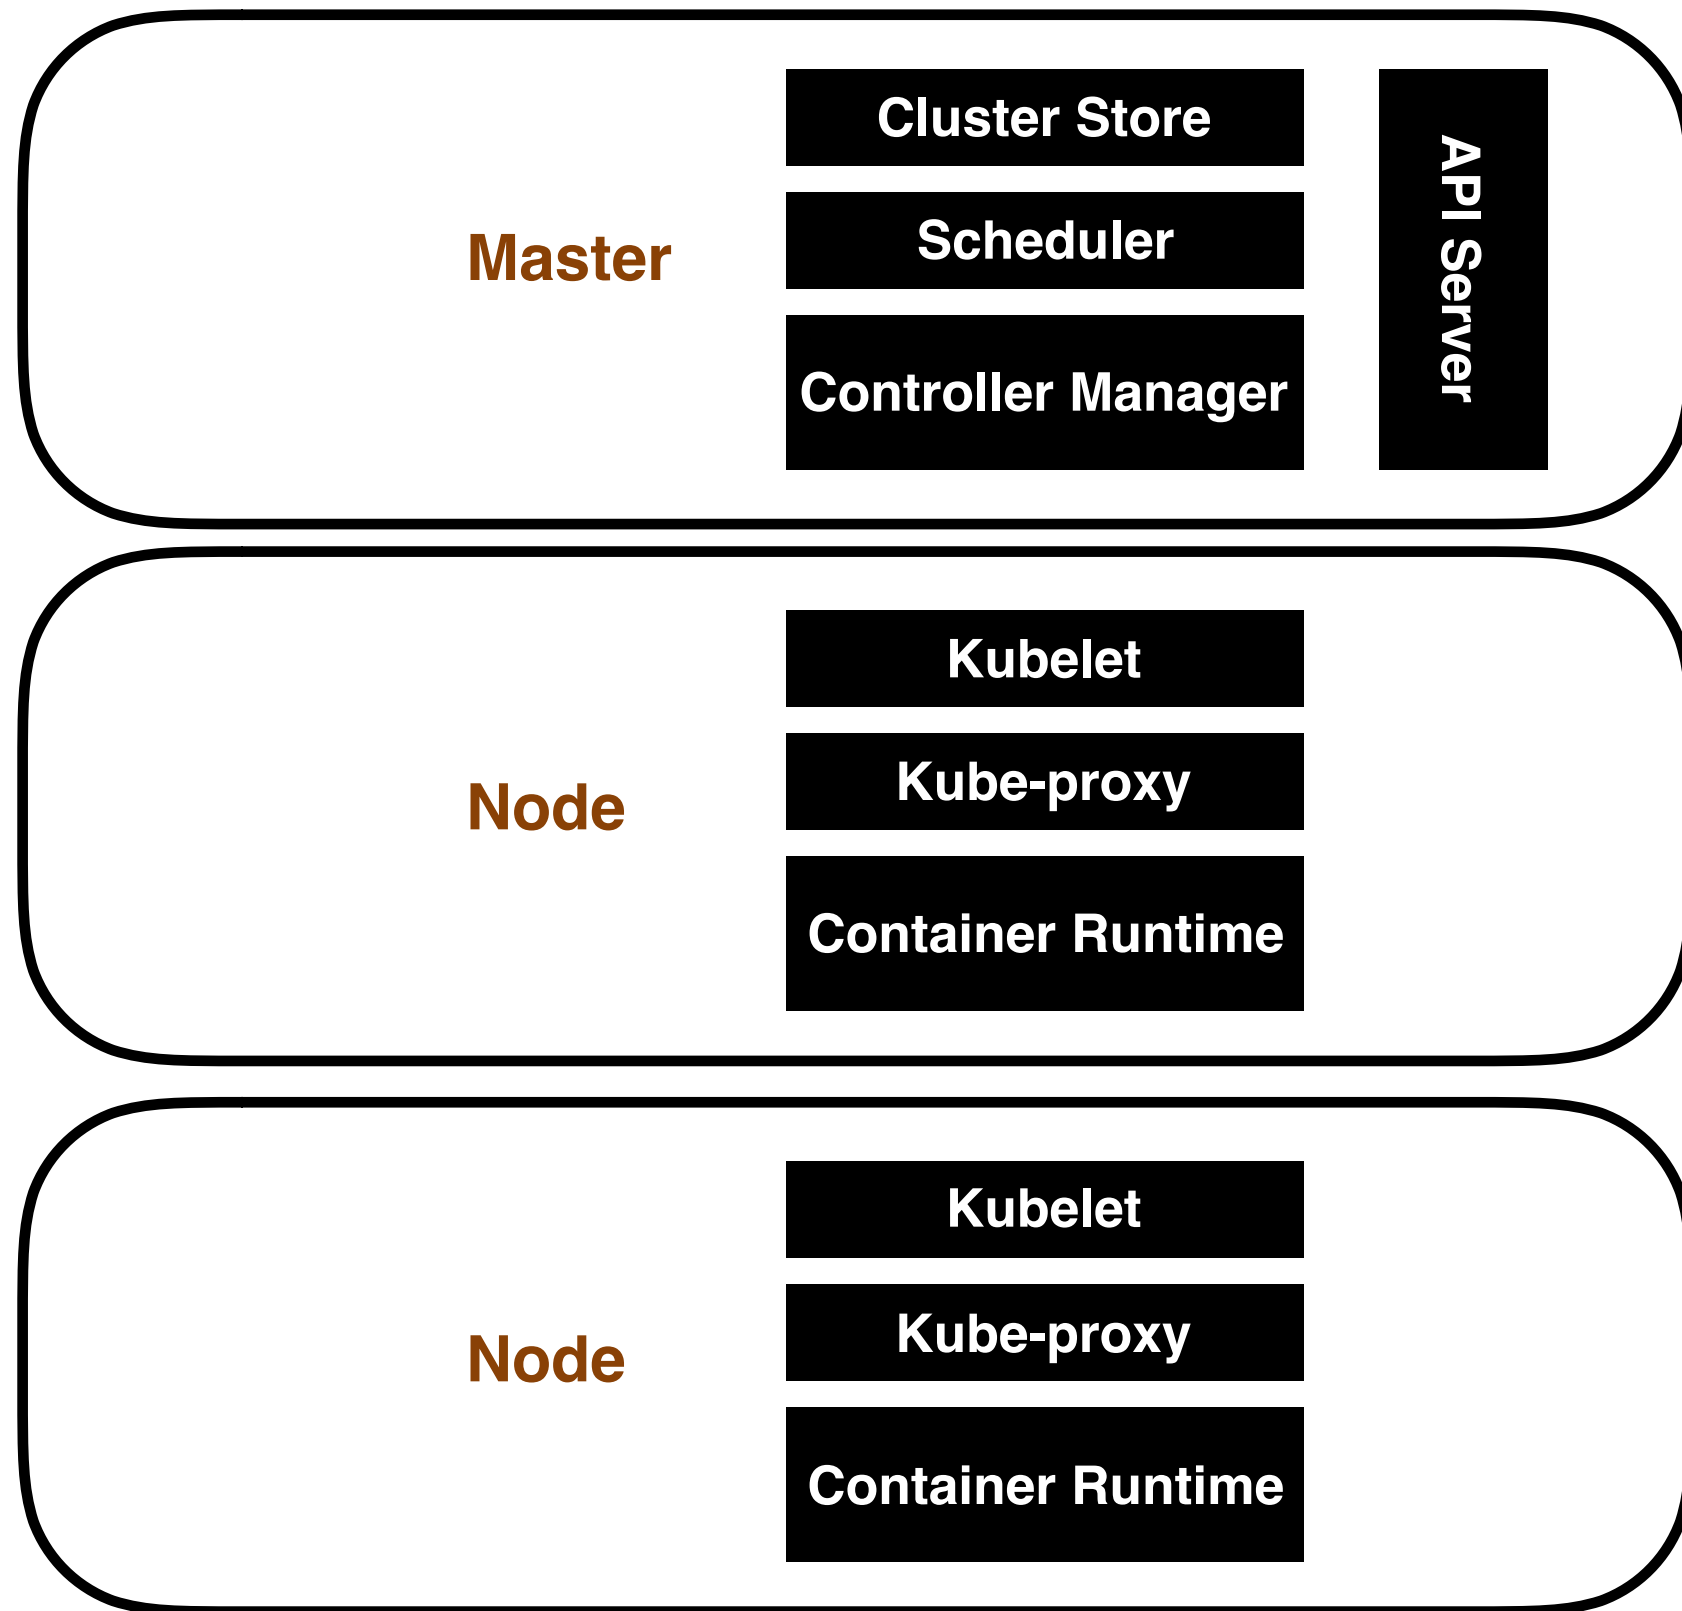 Master
Cluster Store
Scheduler
Controller Manager
API Server
Node
Kubelet
Kube-proxy
Container Runtime
Node
Kubelet
Kube-proxy
Container Runtime